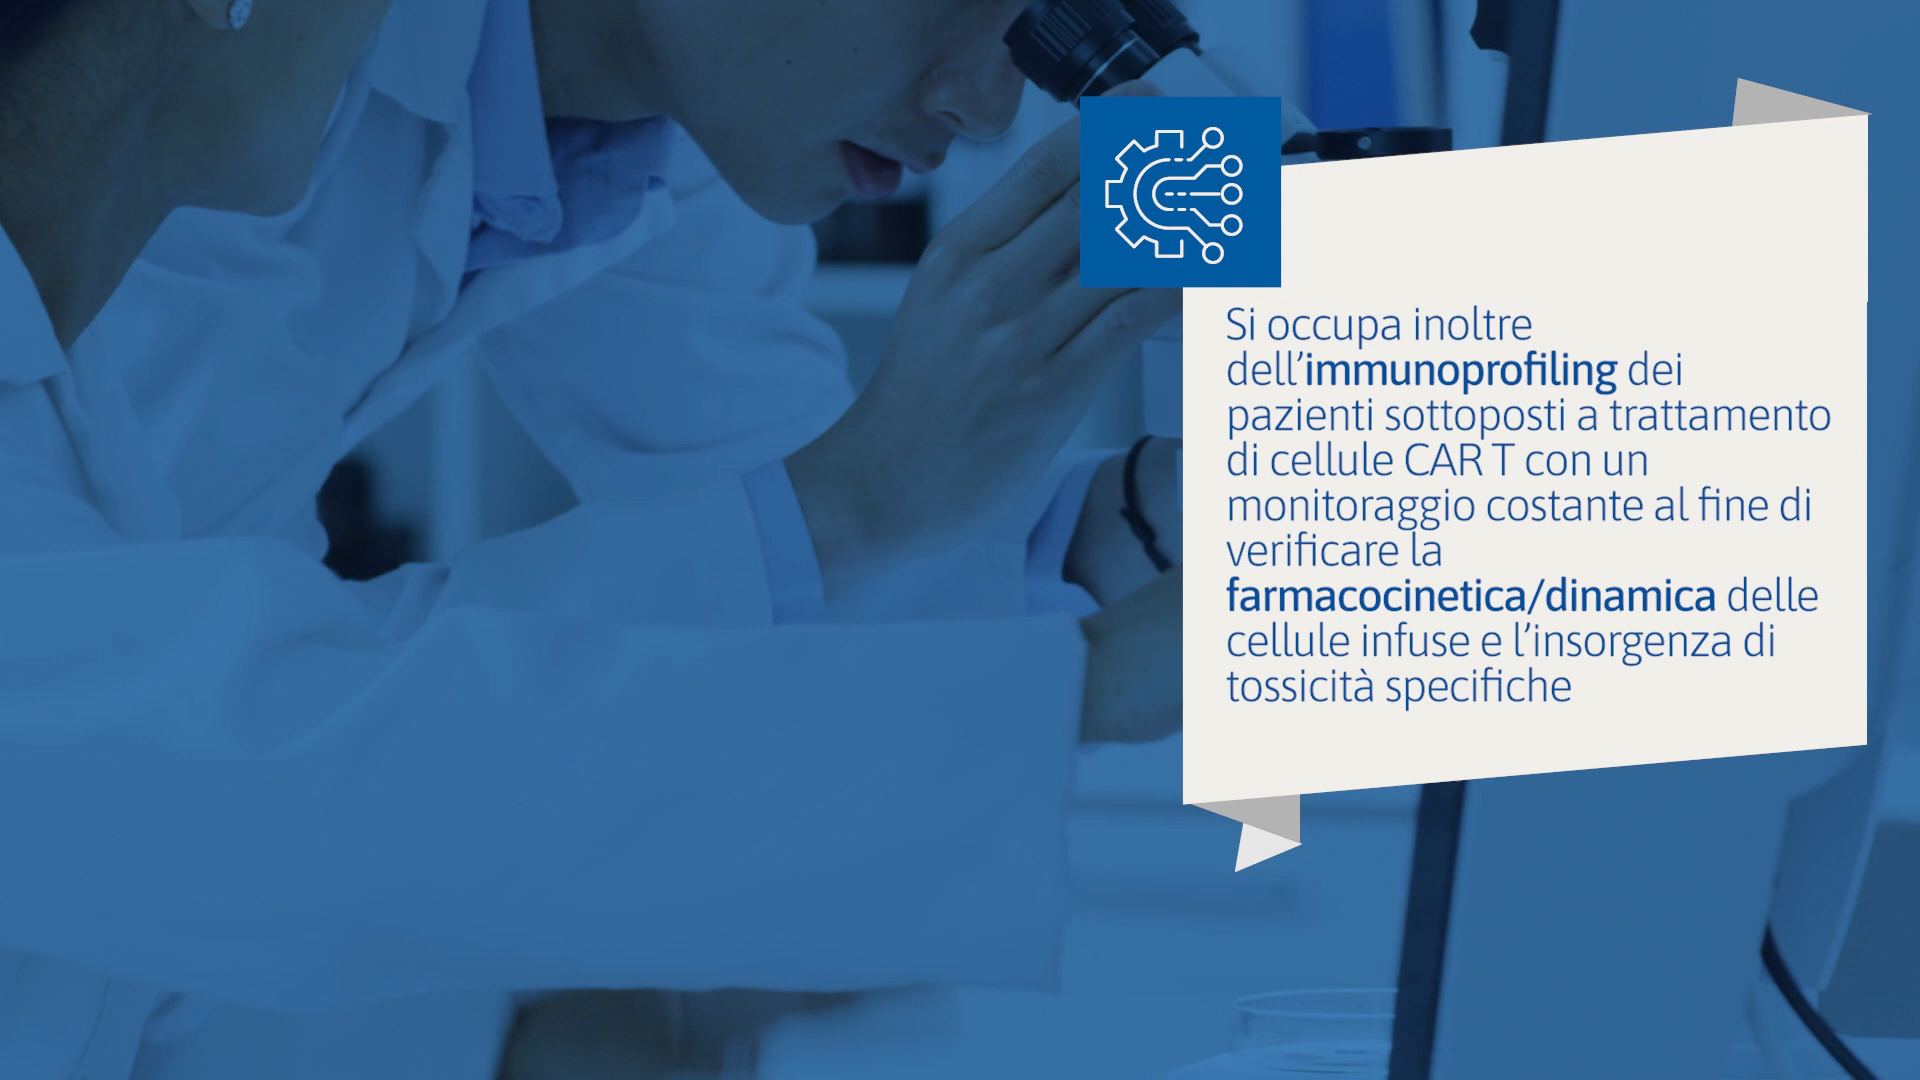 Si occupa inoltre
dell’immunoprofiling dei
pazienti sottoposti a trattamento
di cellule CAR T con un
monitoraggio costante al fine di
verificare la
farmacocinetica/dinamica delle
cellule infuse e l’insorgenza di
tossicità specifiche